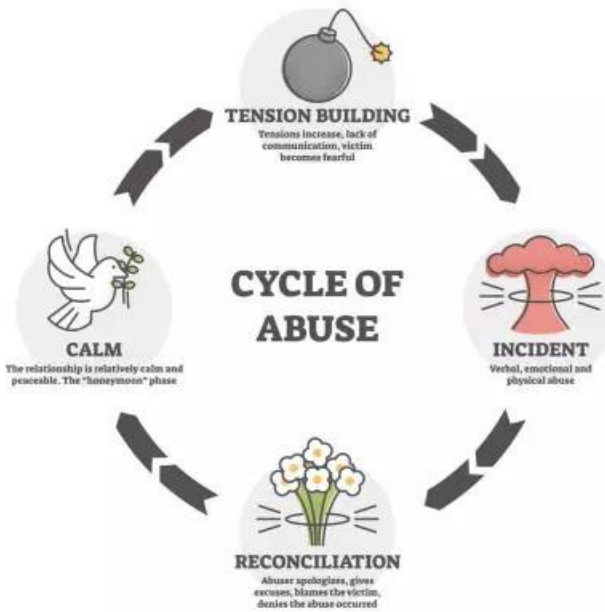 TENSION BUILDING
Tensions increase, lack of
communication, victim
becomes fearful
CYCLE OF
ABUSE
INCIDENT
Verbal, emotional and
physical abuse
CALM
The relationship is relatively calm and
peaceable. The "honeymoon" phase
RECONCILIATION
Abuser apologizes, gives
excuses, blames the victim,
denies the abuse occurred